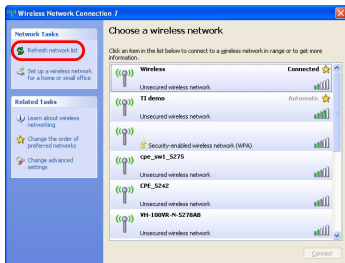 Wireless Network Connection 7
Network Tasks
Refresh network list
Set up a wireless network
for a home or small office
Related Tasks
Learn about wireless
networking
Change the order of
preferred networks
Change advanced
settings
Choose a wireless network
Click an item in the list below to connect to a wireless network in range or to get more
information.
Wireless
Connected
Unsecured wireless network
TI demo
Automatic
Unsecured wireless network
Security-enabled wireless network (WPA)
cpe_sw1_5275
Unsecured wireless network
CPE_5242
Unsecured wireless network
VH-100VR-N-5278AB
Unsecured wireless network
Connect